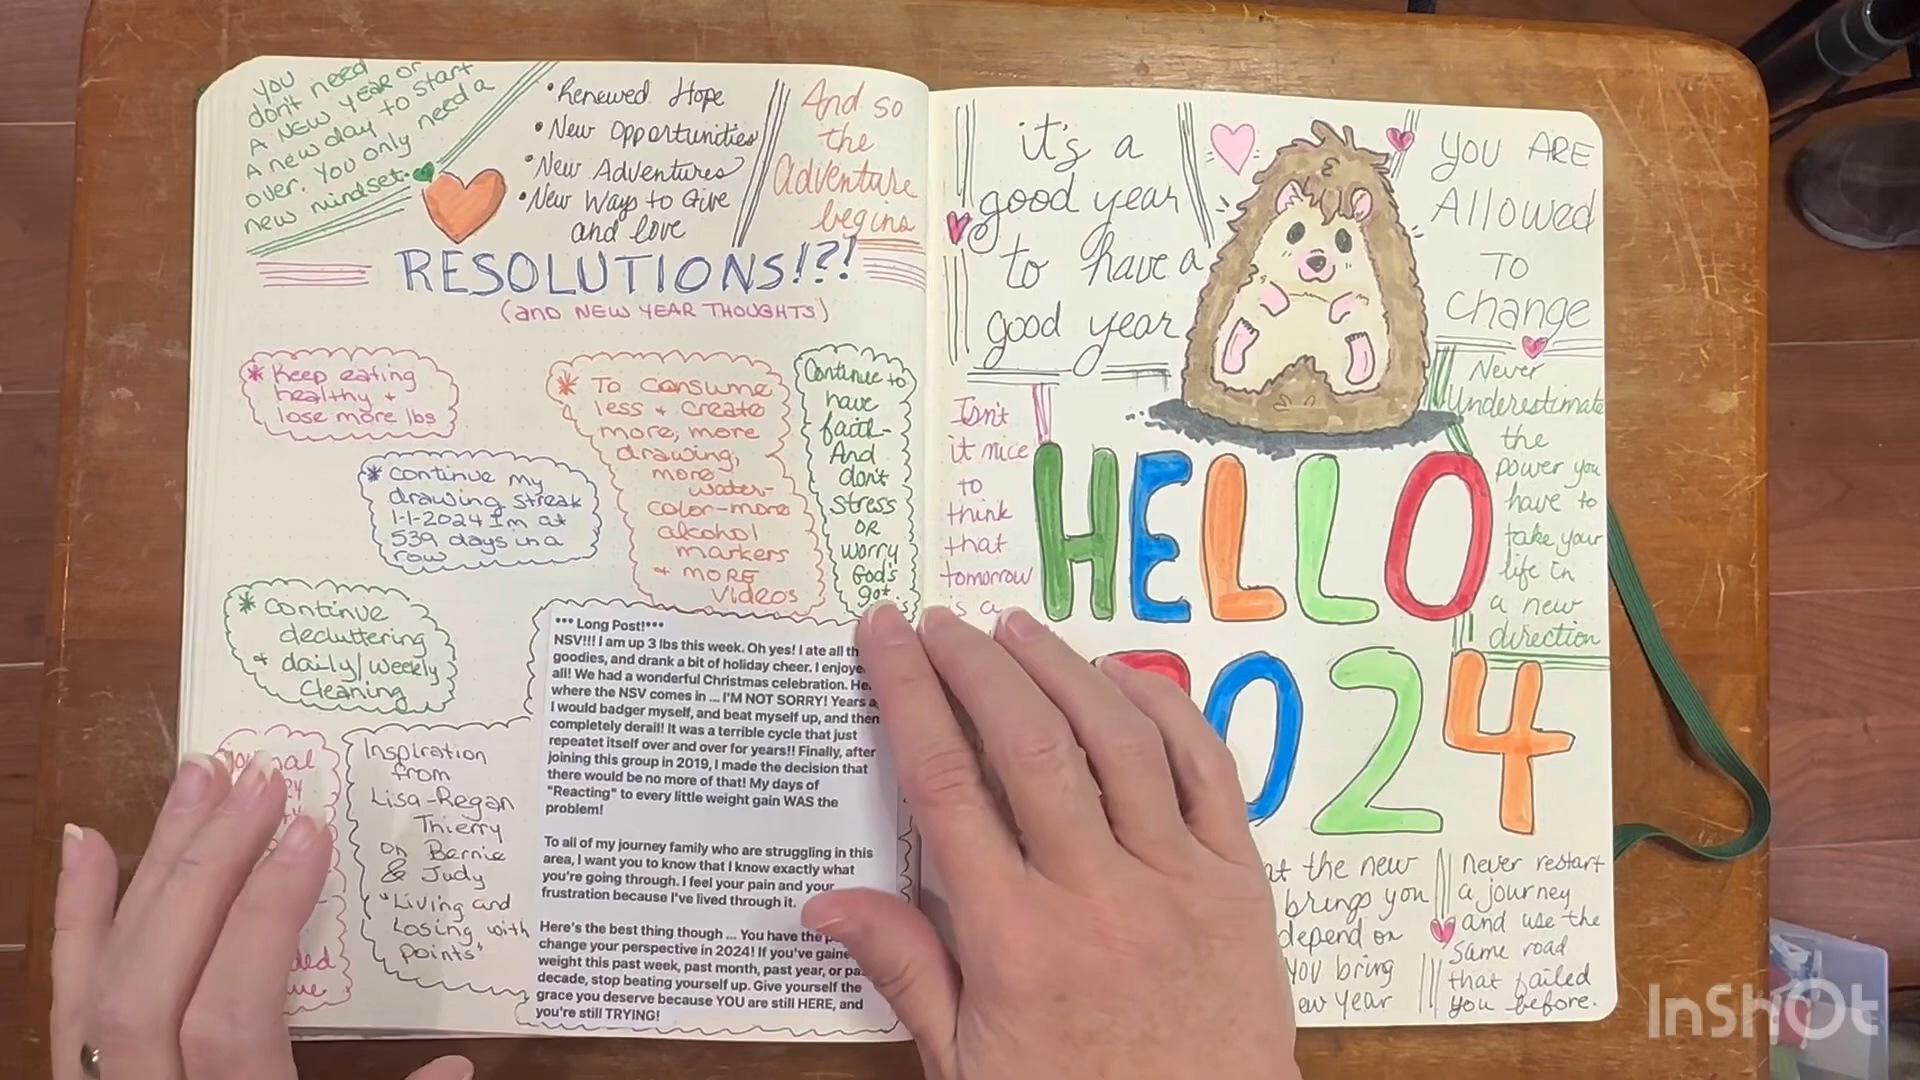 You
don't need
A New Year or
A new day to start
over. You only need a
new mindset.
• Renewed Hope
• New Opportunities
• New Adventures
• New Ways to Give
and love
And so
the
Adventure
begins
RESOLUTIONS!?!
(and NEW YEAR THOUGHTS)
* Keep eating
healthy +
lose more lbs
* Continue my
drawing streak
1-1-2024 I'm at
539 days in a
row
* To consume
less + create
more, more
drawing,
more
water-
color-more
alcohol
markers
+ MORE
Videos
Continue to
have
faith-
And
don't
stress
OR
worry
God's
got
* Continue
decluttering
+ daily/weekly
Cleaning
Inspiration
from
Lisa-Regan
Thierry
on Bernie
& Judy
"Living and
Losing with
points"
*** Long Post!***
NSV!!! I am up 3 lbs this week. Oh yes! I ate all
goodies, and drank a bit of holiday cheer. I
all! We had a wonderful Christmas celebration.
where the NSV comes in ... I'M NOT SORRY! Years
I would badger myself, and beat myself up, and then
completely derail! It was a terrible cycle that just
repeatet itself over and over for years!! Finally, after
joining this group in 2019, I made the decision that
there would be no more of that! My days of
"Reacting" to every little weight gain WAS the
problem!
To all of my journey family who are struggling in this
area, I want you to know that I know exactly what
you're going through. I feel your pain and your
frustration because I've lived through it.
Here's the best thing though ... You have the
change your perspective in 2024! If you've
weight this past week, past month, past year, or
decade, stop beating yourself up. Give yourself the
grace you deserve because YOU are still HERE, and
you're still TRYING!
it's a
good year
to have a
good year
YOU ARE
Allowed
TO
Change
Isn't
it nice
to
think
that
tomorrow
is a
HELLO
2024
Never
Underestimate
the
power you
have to
take your
life in
a new
direction
the new
brings you
depend on
you bring
year
Never restart
a journey
and use the
same road
that failed
you before.
InShOt